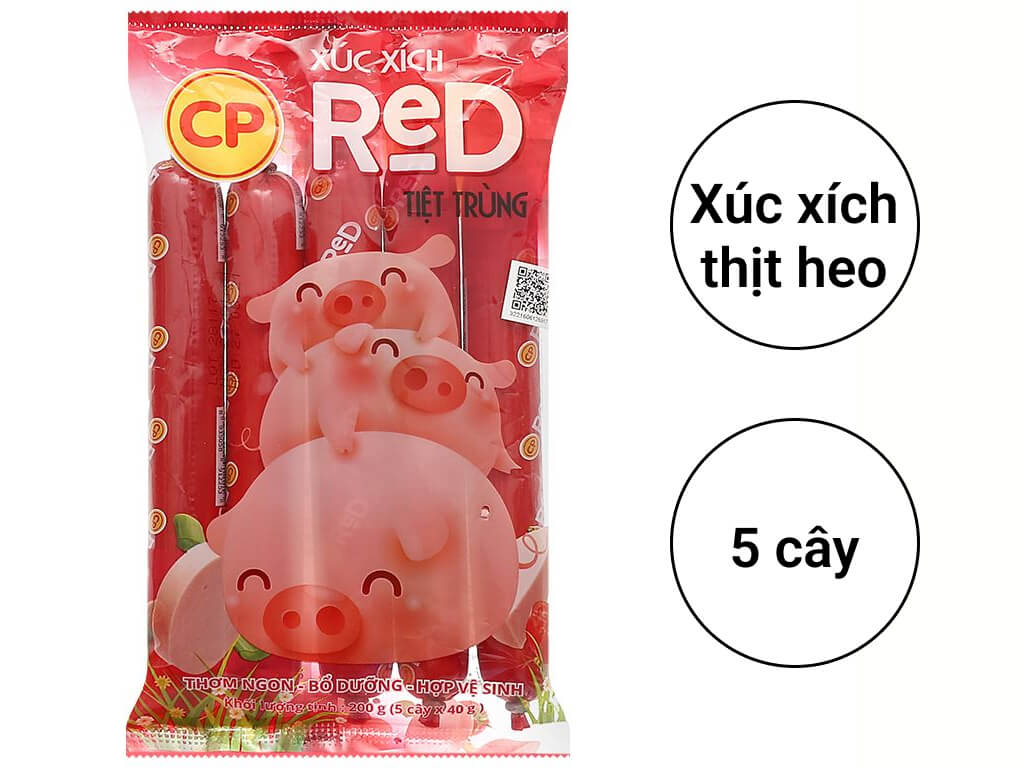 XÚC XÍCH
CP
ReD
TIỆT TRÙNG
ReD
THƠM NGON - BỔ DƯỠNG - HỢP VỆ SINH
Khối lượng tịnh : 200 g (5 cây x 40 g)
Xúc xích
thịt heo
5 cây